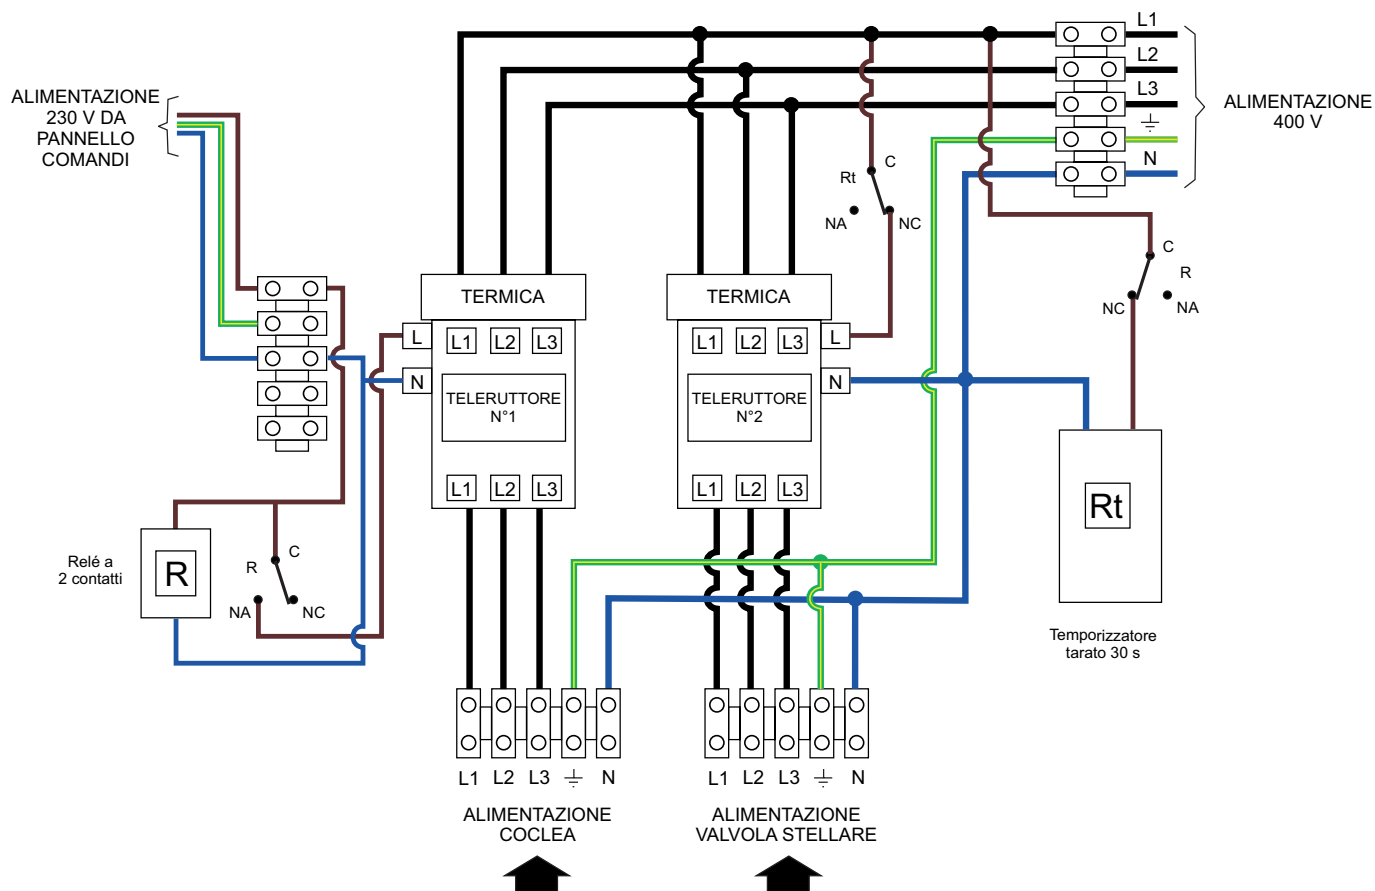 L1
L2
L3
N
ALIMENTAZIONE
400 V
ALIMENTAZIONE
230 V DA
PANNELLO
COMANDI
C
Rt
NA
NC
C
R
NC
NA
TERMICA
TERMICA
L
L1
L2
L3
L1
L2
L3
L
N
TELERUTTORE
N°1
TELERUTTORE
N°2
N
L1
L2
L3
L1
L2
L3
Rt
Relé a
2 contatti
R
C
R
NA
NC
Temporizzatore
tarato 30 s
L1
L2
L3
N
L1
L2
L3
N
ALIMENTAZIONE
COCLEA
ALIMENTAZIONE
VALVOLA STELLARE